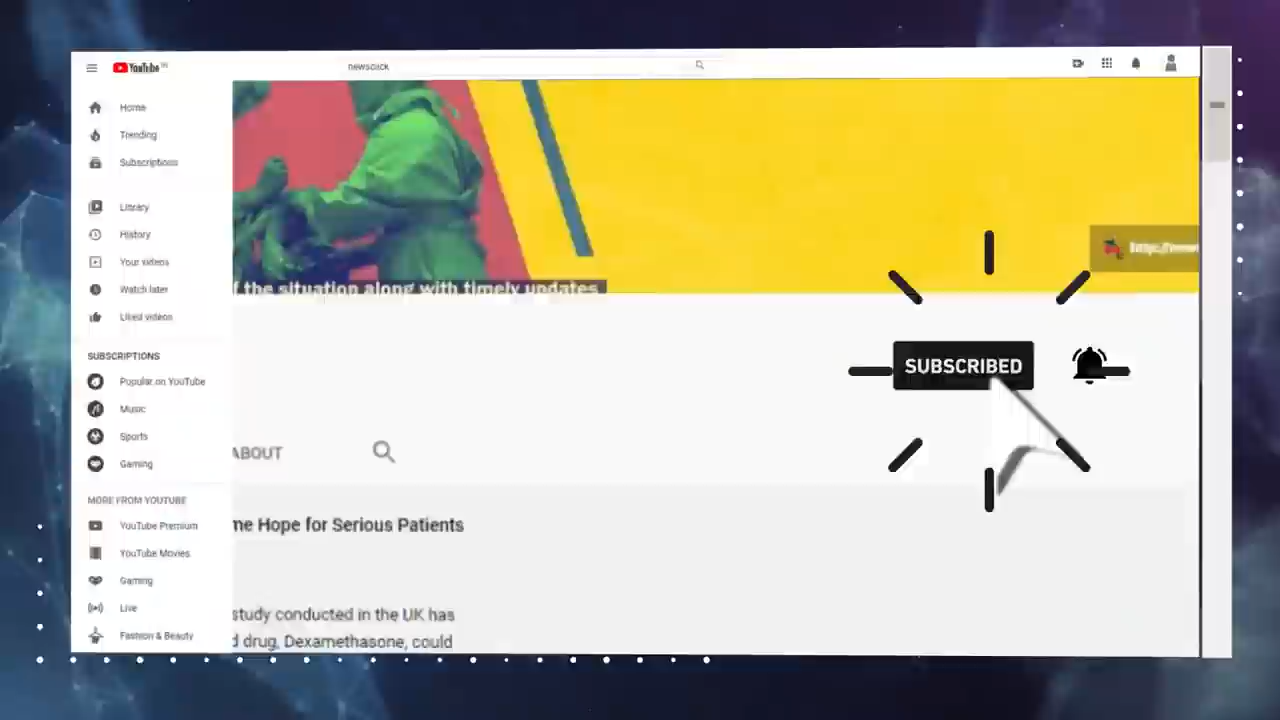 YouTube
newsclick
Home
Trending
Subscriptions
Library
History
Your videos
Watch later
Liked videos
SUBSCRIPTIONS
Popular on YouTube
Music
Sports
Gaming
MORE FROM YOUTUBE
YouTube Premium
YouTube Movies
Gaming
Live
Fashion & Beauty
f the situation along with timely updates
SUBSCRIBED
ABOUT
me Hope for Serious Patients
study conducted in the UK has
d drug, Dexamethasone, could